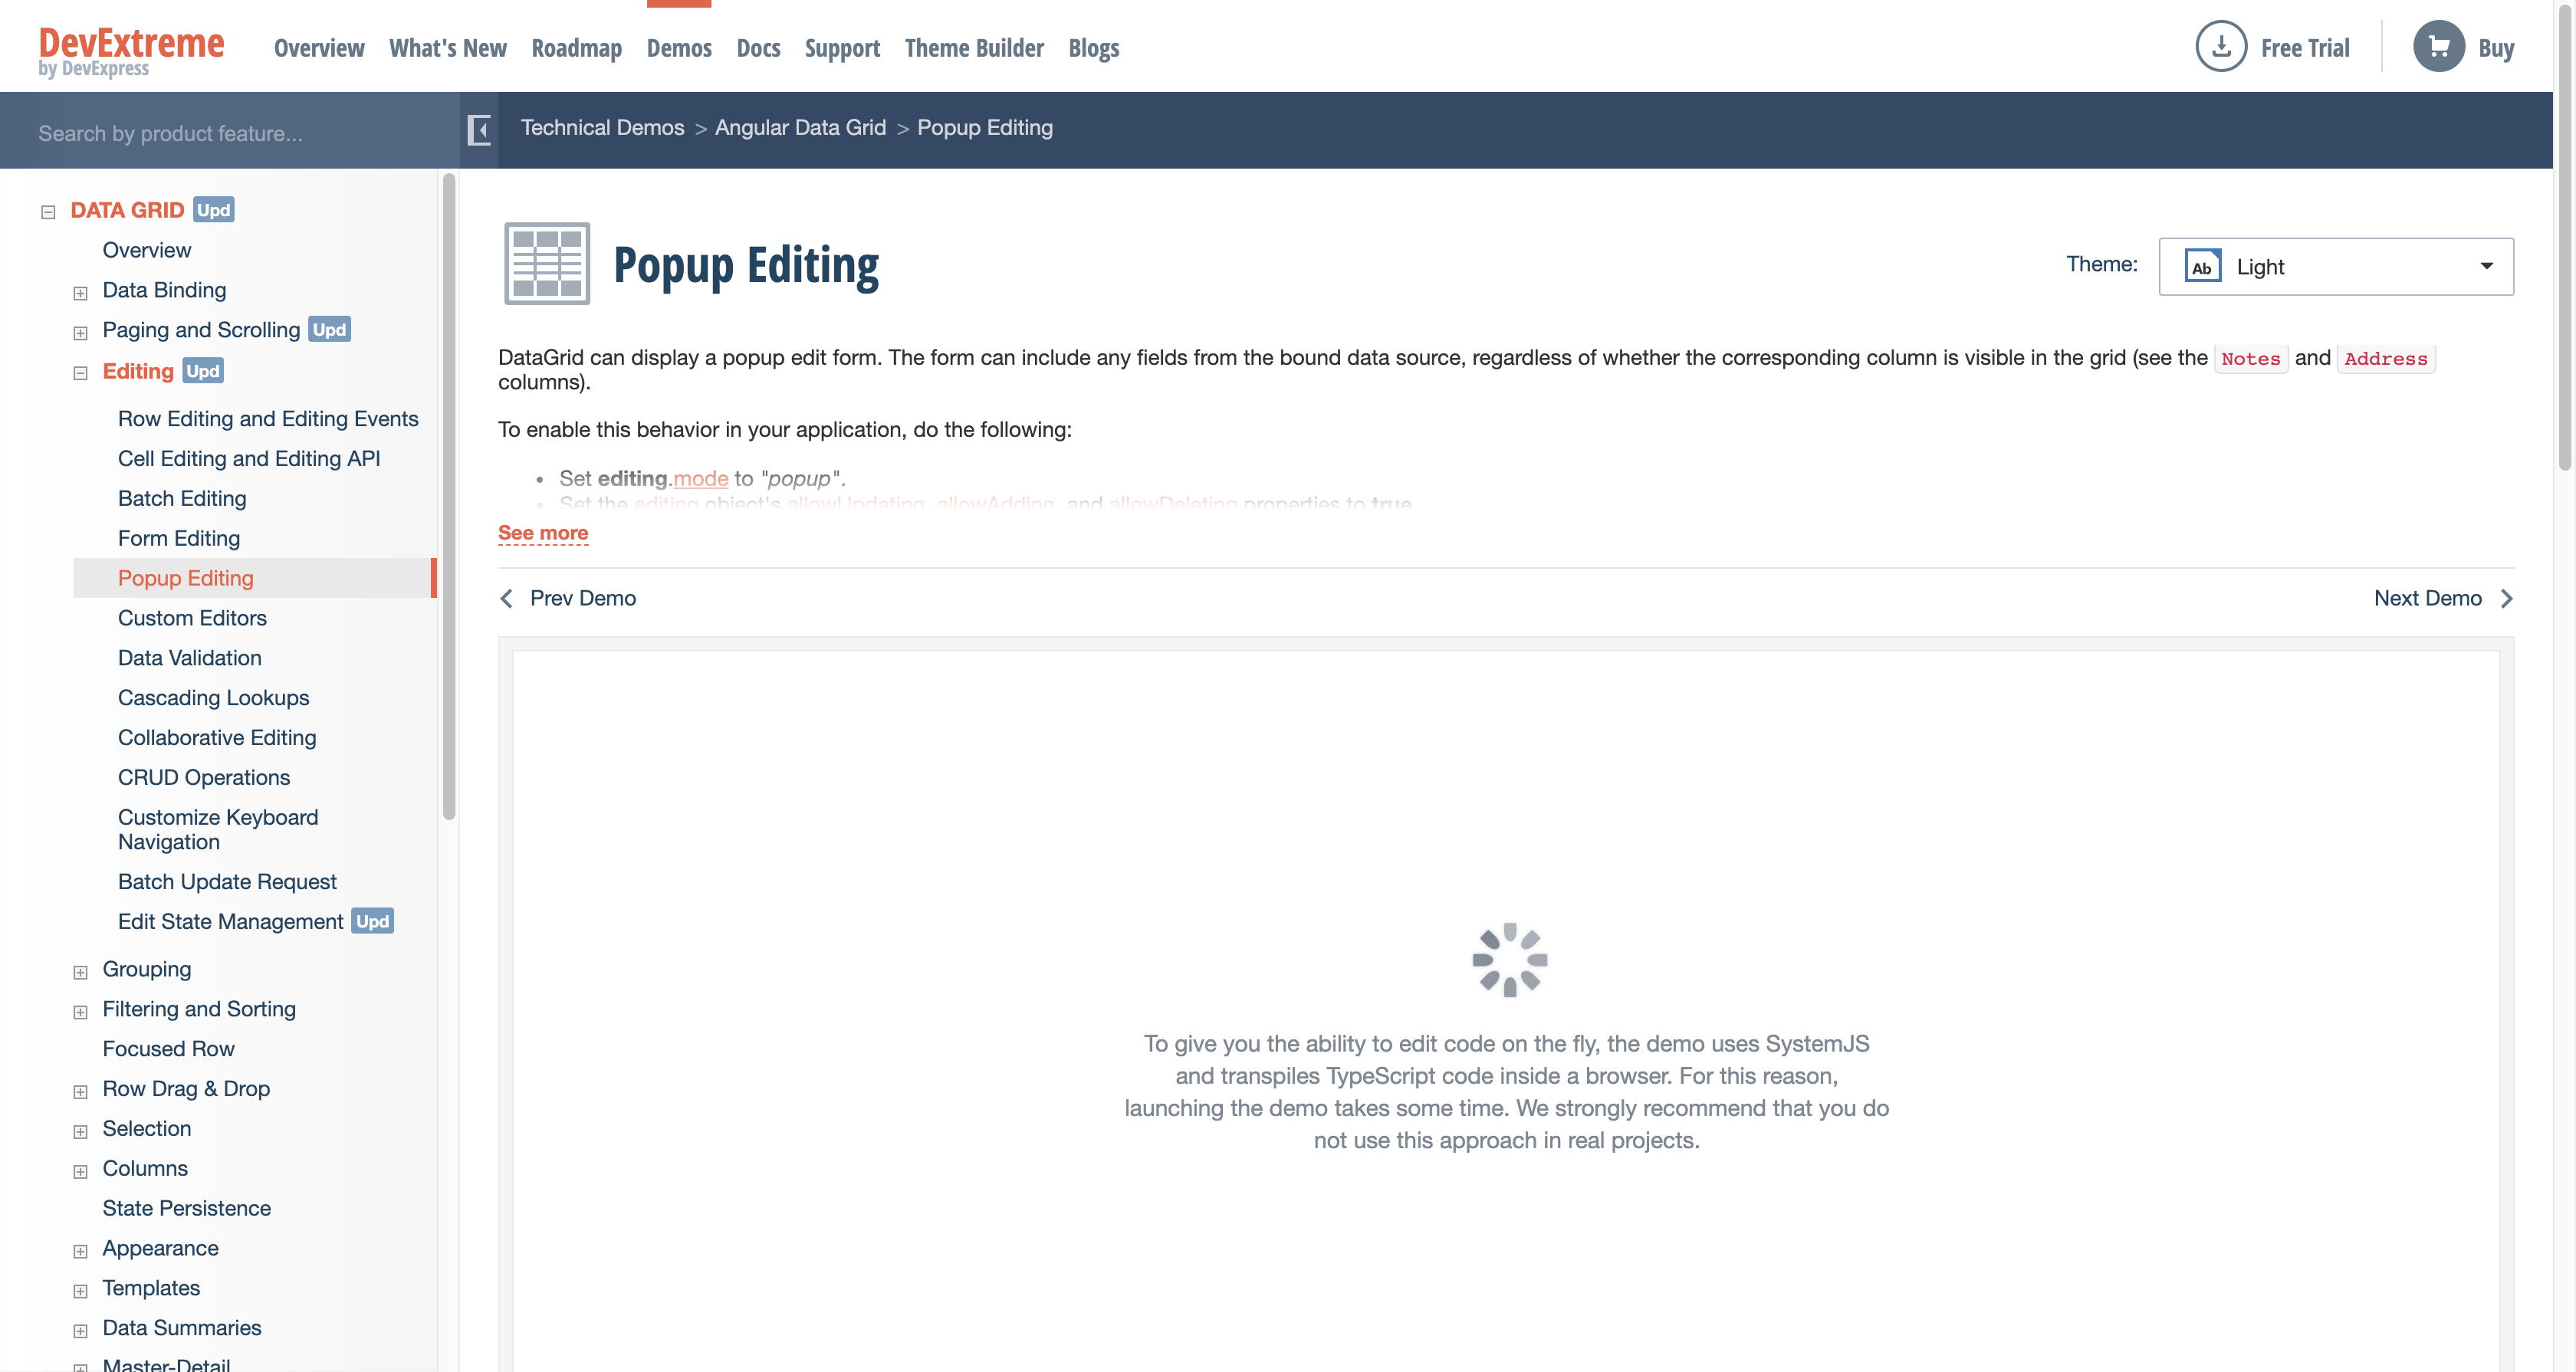 DevExtreme
by DevExpress
Overview What's New Roadmap Demos Docs Support Theme Builder Blogs
Free Trial
Buy
Search by product feature...
Technical Demos > Angular Data Grid > Popup Editing
DATA GRID Upd
Overview
Data Binding
Paging and Scrolling Upd
Editing Upd
Row Editing and Editing Events
Cell Editing and Editing API
Batch Editing
Form Editing
Popup Editing
Custom Editors
Data Validation
Cascading Lookups
Collaborative Editing
CRUD Operations
Customize Keyboard
Navigation
Batch Update Request
Edit State Management Upd
Grouping
Filtering and Sorting
Focused Row
Row Drag & Drop
Selection
Columns
State Persistence
Appearance
Templates
Data Summaries
Master-Detail
Popup Editing
Theme:
Ab Light
DataGrid can display a popup edit form. The form can include any fields from the bound data source, regardless of whether the corresponding column is visible in the grid (see the Notes and Address
columns).
To enable this behavior in your application, do the following:
• Set editing.mode to "popup".
• Set the editing object's allowUpdating, allowAdding, and allowDeleting properties to true
See more
Prev Demo
Next Demo
To give you the ability to edit code on the fly, the demo uses SystemJS
and transpiles TypeScript code inside a browser. For this reason,
launching the demo takes some time. We strongly recommend that you do
not use this approach in real projects.